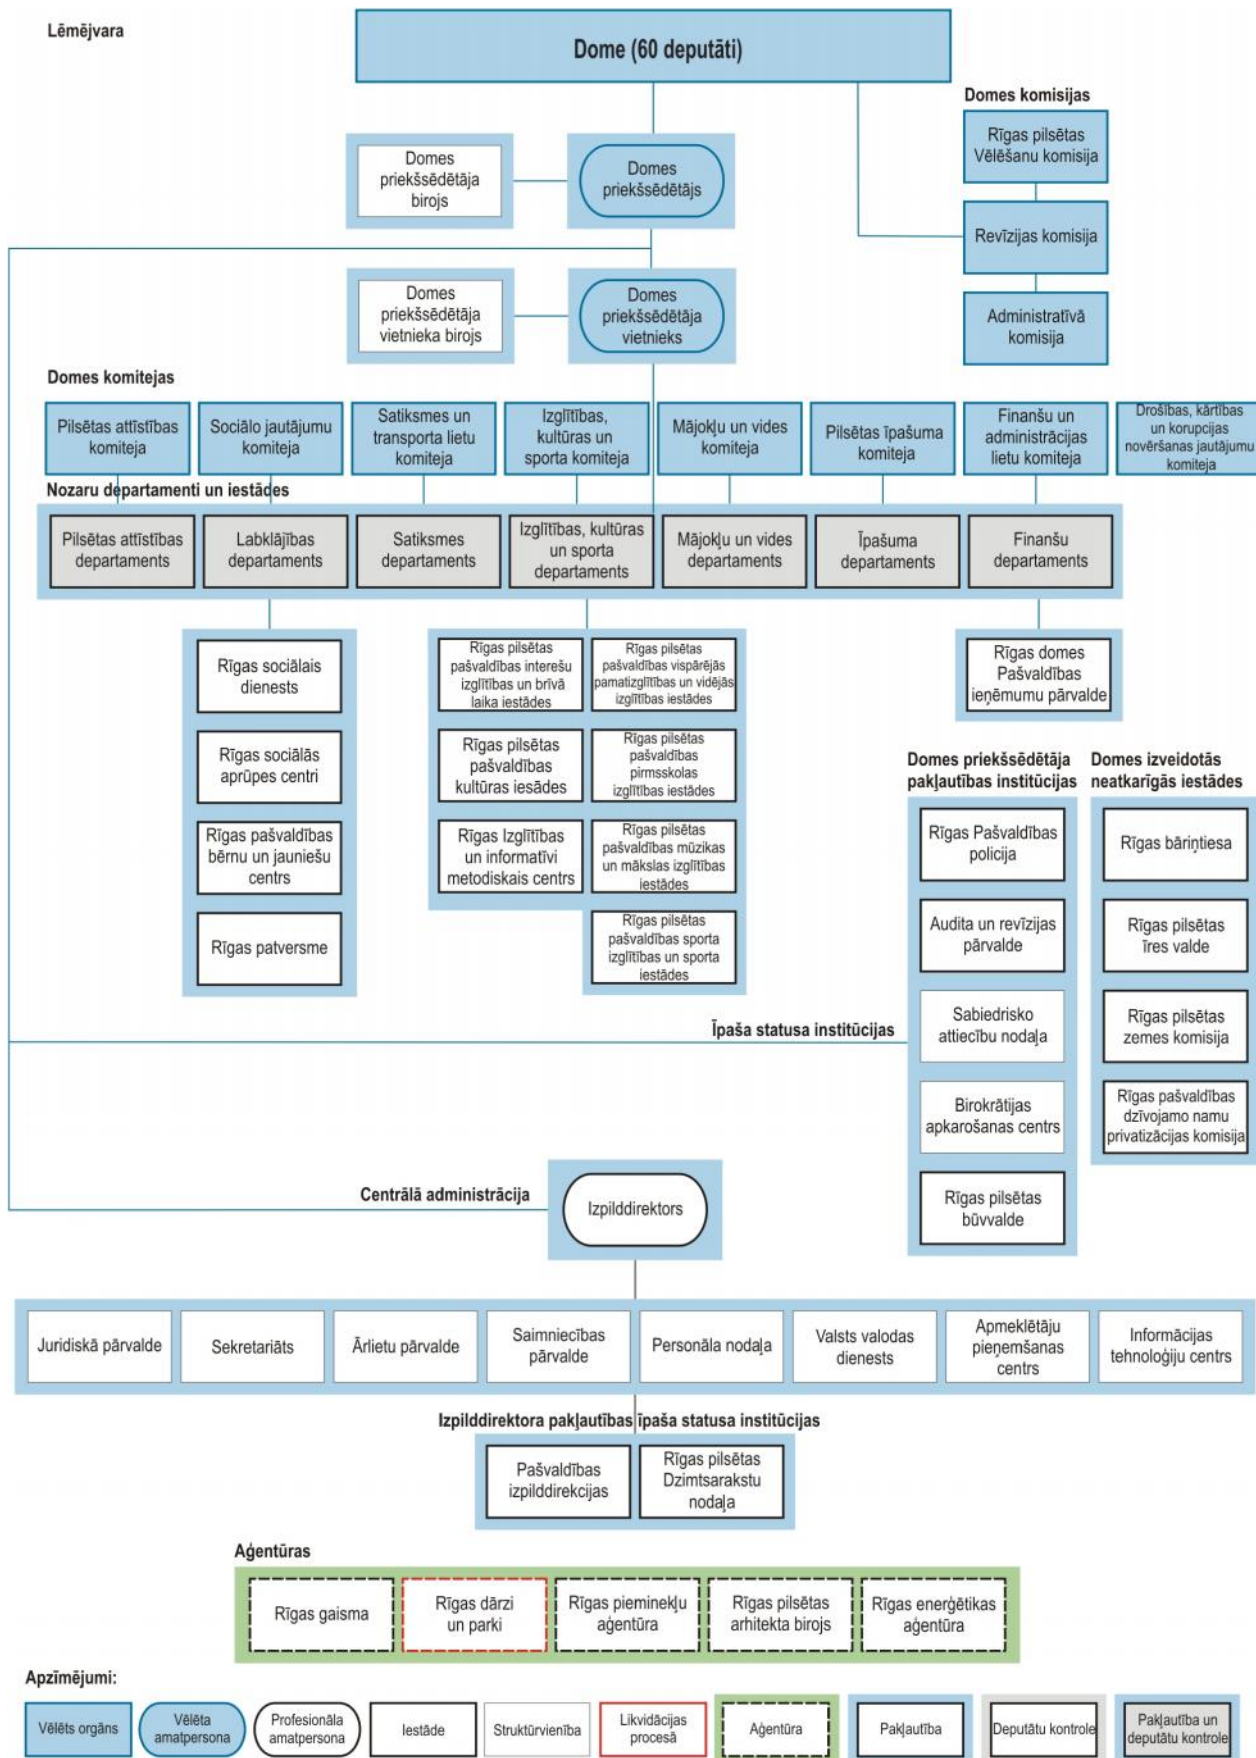 Lēmējvara
Dome (60 deputāti)
Domes komisijas
Rīgas pilsētas
Vēlēšanu komisija
Revīzijas komisija
Administratīvā
komisija
Domes
priekšsēdētāja
birojs
Domes
priekšsēdētājs
Domes
priekšsēdētāja
vietnieka birojs
Domes
priekšsēdētāja
vietnieks
Domes komitejas
Pilsētas attīstības
komiteja
Sociālo jautājumu
komiteja
Satiksmes un
transporta lietu
komiteja
Izglītības,
kultūras un
sporta komiteja
Mājokļu un vides
komiteja
Pilsētas īpašuma
komiteja
Finanšu un
administrācijas
lietu komiteja
Drošības, kārtības
un korupcijas
novēršanas jautājumu
komiteja
Nozaru departamenti un iestādes
Pilsētas attīstības
departaments
Labklājības
departaments
Satiksmes
departaments
Izglītības, kultūras
un sporta
departaments
Mājokļu un vides
departaments
Īpašuma
departaments
Finanšu
departaments
Rīgas sociālais
dienests
Rīgas sociālās
aprūpes centri
Rīgas pašvaldības
bērnu un jauniešu
centrs
Rīgas patversme
Rīgas pilsētas
pašvaldības interešu
izglītības un brīvā
laika iestādes
Rīgas pilsētas
pašvaldības vispārējās
pamatizglītības un vidējās
izglītības iestādes
Rīgas pilsētas
pašvaldības
kultūras iesādes
Rīgas pilsētas
pašvaldības
pirmsskolas
izglītības iestādes
Rīgas Izglītības
un informatīvi
metodiskais centrs
Rīgas pilsētas
pašvaldības mūzikas
un mākslas izglītības
iestādes
Rīgas pilsētas
pašvaldības sporta
izglītības un sporta
iestādes
Rīgas domes
Pašvaldības
ieņēmumu pārvalde
Domes priekšsēdētāja
pakļautības institūcijas
Rīgas Pašvaldības
policija
Audita un revīzijas
pārvalde
Sabiedrisko
attiecību nodaļa
Birokrātijas
apkarošanas centrs
Rīgas pilsētas
būvvalde
Domes izveidotās
neatkarīgās iestādes
Rīgas bāriņtiesa
Rīgas pilsētas
īres valde
Rīgas pilsētas
zemes komisija
Rīgas pašvaldības
dzīvojamo namu
privatizācijas komisija
Īpaša statusa institūcijas
Centrālā administrācija
Izpilddirektors
Juridiskā pārvalde
Sekretariāts
Ārlietu pārvalde
Saimniecības
pārvalde
Personāla nodaļa
Valsts valodas
dienests
Apmeklētāju
pieņemšanas
centrs
Informācijas
tehnoloģiju centrs
Izpilddirektora pakļautības īpaša statusa institūcijas
Pašvaldības
izpilddirekcijas
Rīgas pilsētas
Dzimtsarakstu
nodaļa
Aģentūras
Rīgas gaisma
Rīgas dārzi
un parki
Rīgas pieminekļu
aģentūra
Rīgas pilsētas
arhitekta birojs
Rīgas enerģētikas
aģentūra
Apzīmējumi:
Vēlēts orgāns
Vēlēta
amatpersona
Profesionāla
amatpersona
Iestāde
Struktūrvienība
Likvidācijas
procesā
Aģentūra
Pakļautība
Deputātu kontrole
Pakļautība un
deputātu kontrole